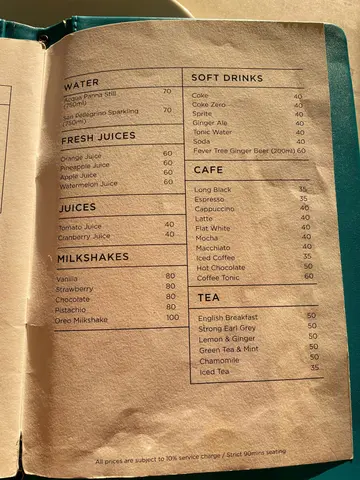 WATER
Acqua Panna Still 70
(750ml)
San Pellegrino Sparkling 70
(750ml)
FRESH JUICES
Orange Juice 60
Pineapple Juice 60
Apple Juice 60
Watermelon Juice 60
JUICES
Tomato Juice 40
Cranberry Juice 40
MILKSHAKES
Vanilla 80
Strawberry 80
Chocolate 80
Pistachio 80
Oreo Milkshake 100
SOFT DRINKS
Coke 40
Coke Zero 40
Sprite 40
Ginger Ale 40
Tonic Water 40
Soda 40
Fever Tree Ginger Beer (200ml) 60
CAFE
Long Black 35
Espresso 35
Cappuccino 40
Latte 40
Flat White 40
Mocha 40
Macchiato 40
Iced Coffee 35
Hot Chocolate 50
Coffee Tonic 60
TEA
English Breakfast 50
Strong Earl Grey 50
Lemon & Ginger 50
Green Tea & Mint 50
Chamomile 50
Iced Tea 35
All prices are subject to 10% service charge / Strict 90mins seating